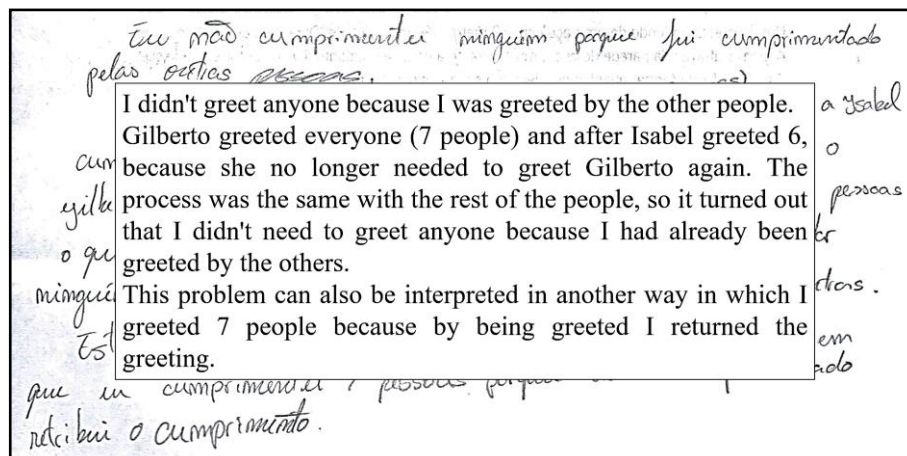 Eu não cumprimentei ninguém porque fui cumprimentado
pelas outras pessoas.
a Ysabel
o
pessoas
I didn't greet anyone because I was greeted by the other people.
Gilberto greeted everyone (7 people) and after Isabel greeted 6,
because she no longer needed to greet Gilberto again. The
process was the same with the rest of the people, so it turned out
that I didn't need to greet anyone because I had already been
greeted by the others.
This problem can also be interpreted in another way in which I
greeted 7 people because by being greeted I returned the
greeting.
em
que eu cumprimentei 7 pessoas porque
retribui o cumprimento.